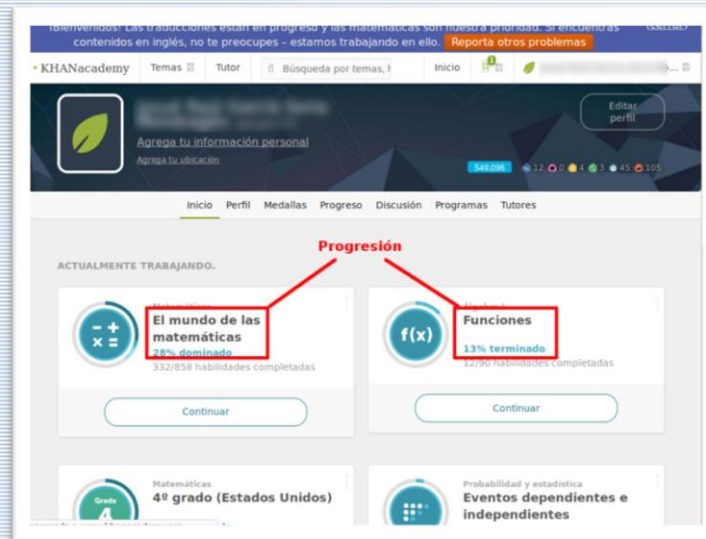 ¡Bienvenidos! Las traducciones están en progreso y las matemáticas son nuestra prioridad. Si encuentras
contenidos en inglés, no te preocupes – estamos trabajando en ello. Reporta otros problemas
KHANacademy Temas Tutor Búsqueda por temas, Inicio 1
Editar
perfil
Agrega tu información personal
Agrega tu ubicación
549,096 12 0 4 3 45 105
Inicio Perfil Medallas Progreso Discusión Programas Tutores
Progresión
ACTUALMENTE TRABAJANDO.
Matemáticas
El mundo de las
matemáticas
28% dominado
332/858 habilidades completadas
Continuar
Funciones
f(x)
13% terminado
12/90 habilidades completadas
Continuar
Matemáticas
4º grado (Estados Unidos)
Grado
4
Probabilidad y estadística
Eventos dependientes e
independientes